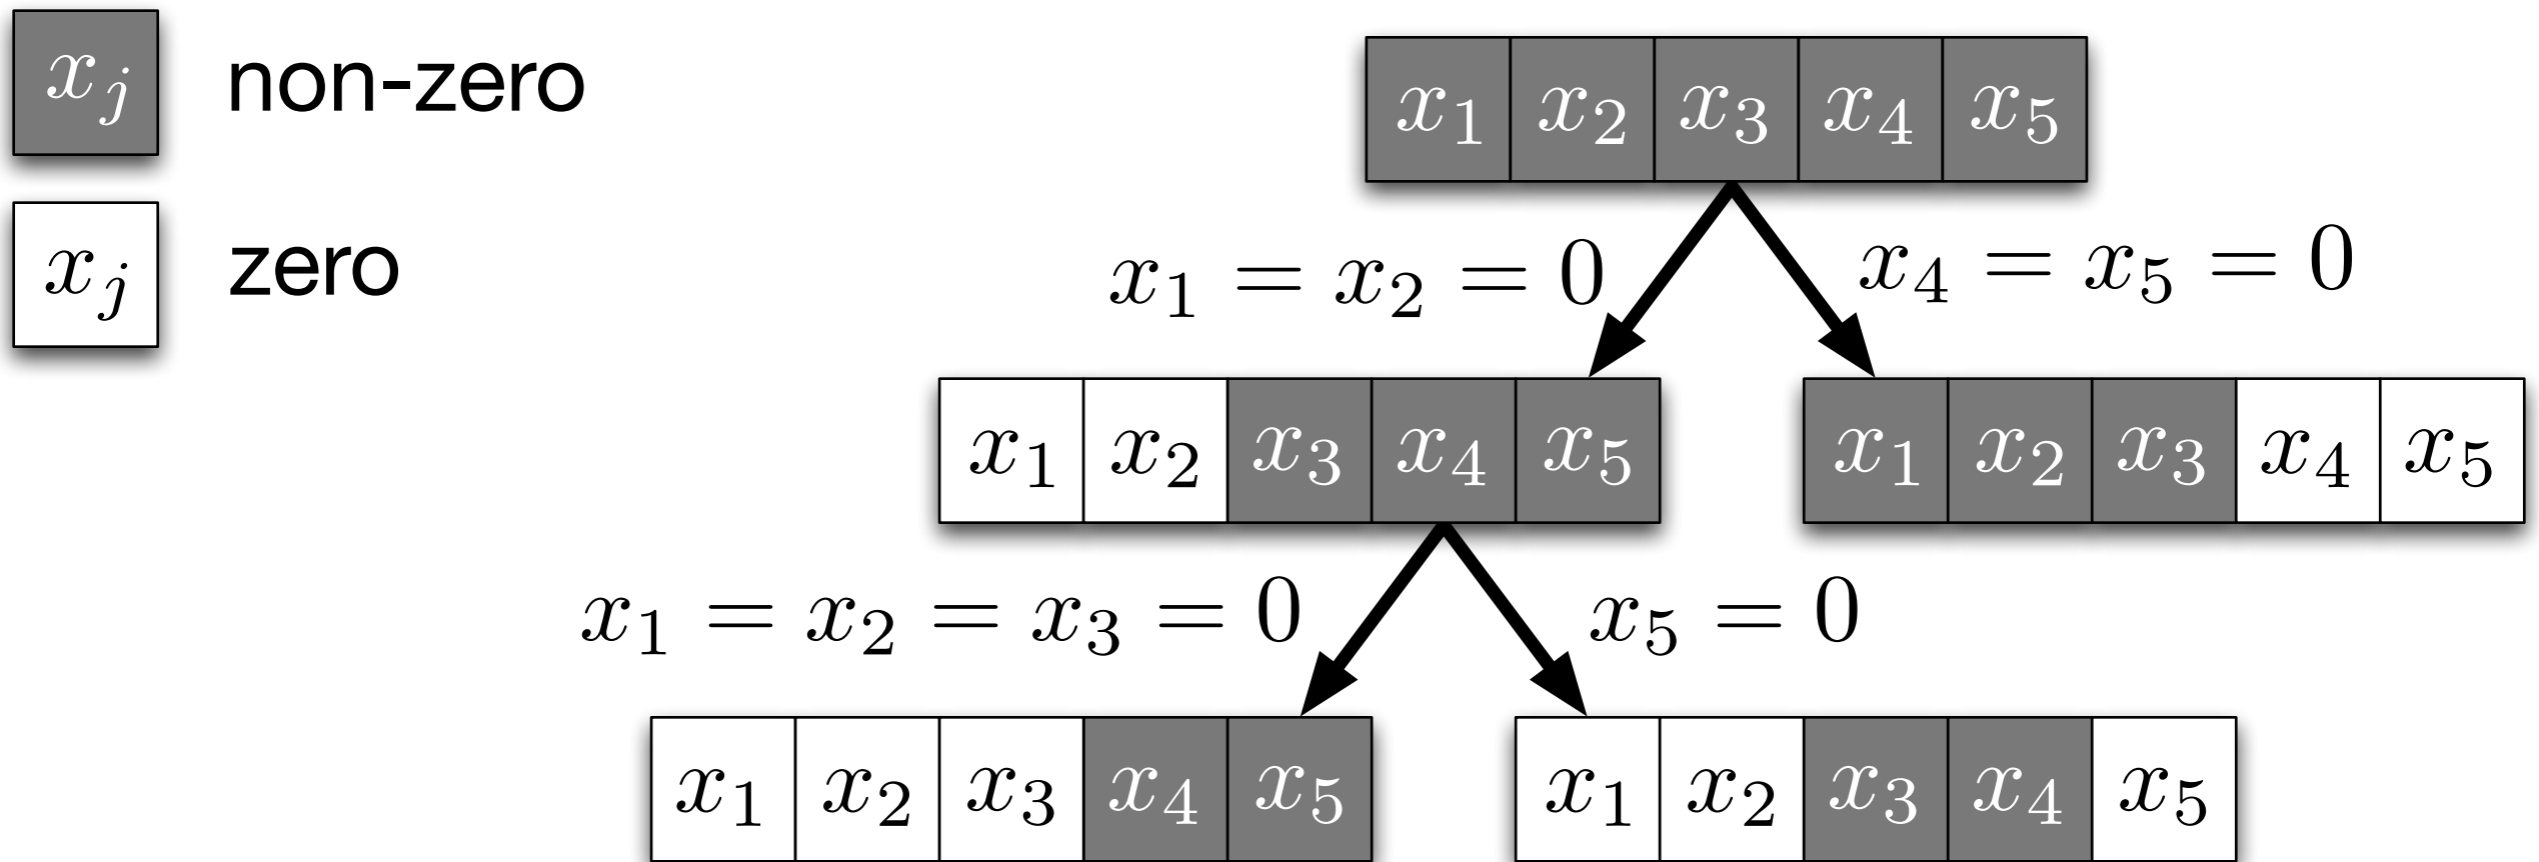 x_j non-zero
x_j zero
x_1 x_2 x_3 x_4 x_5
x_1 = x_2 = 0
x_4 = x_5 = 0
x_1 x_2 x_3 x_4 x_5
x_1 x_2 x_3 x_4 x_5
x_1 = x_2 = x_3 = 0
x_5 = 0
x_1 x_2 x_3 x_4 x_5
x_1 x_2 x_3 x_4 x_5